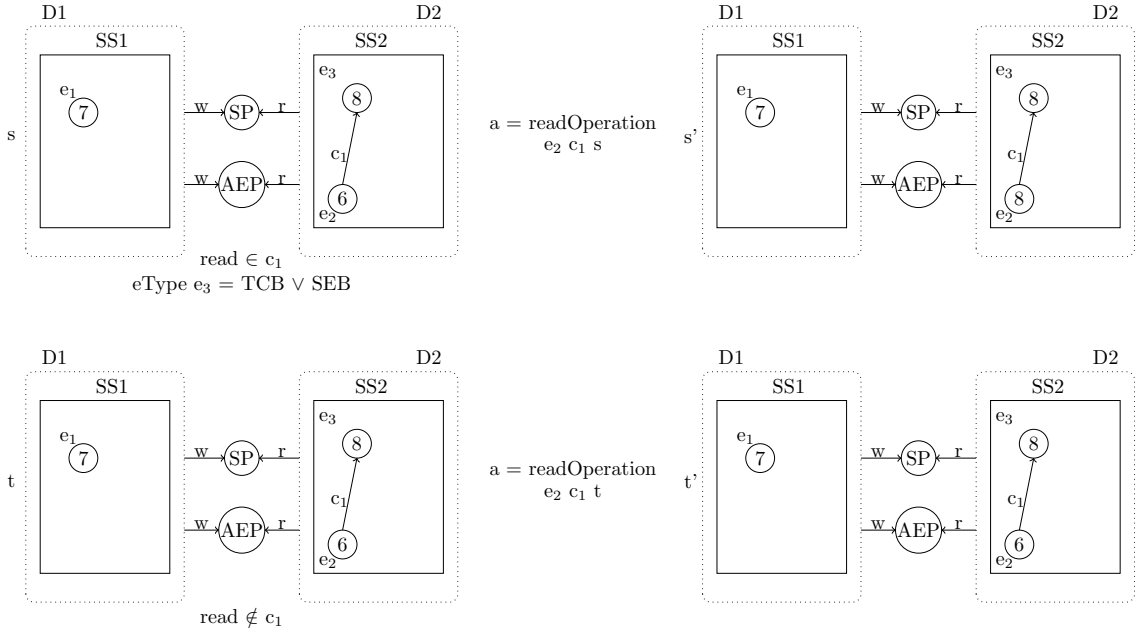 D1
D2
D1
D2
SS1
SS2
SS1
SS2
e3
e3
e1
8
e1
8
7
w
SP
r
a = readOperation
7
w
SP
r
s
e2 c1 s
s'
c1
c1
w
AEP
r
w
AEP
r
6
8
e2
e2
read ∈ c1
eType e3 = TCB ∨ SEB
D1
D2
D1
D2
SS1
SS2
SS1
SS2
e3
e3
e1
8
e1
8
7
w
SP
r
a = readOperation
7
w
SP
r
t
e2 c1 t
t'
c1
c1
w
AEP
r
w
AEP
r
6
6
e2
e2
read ∉ c1